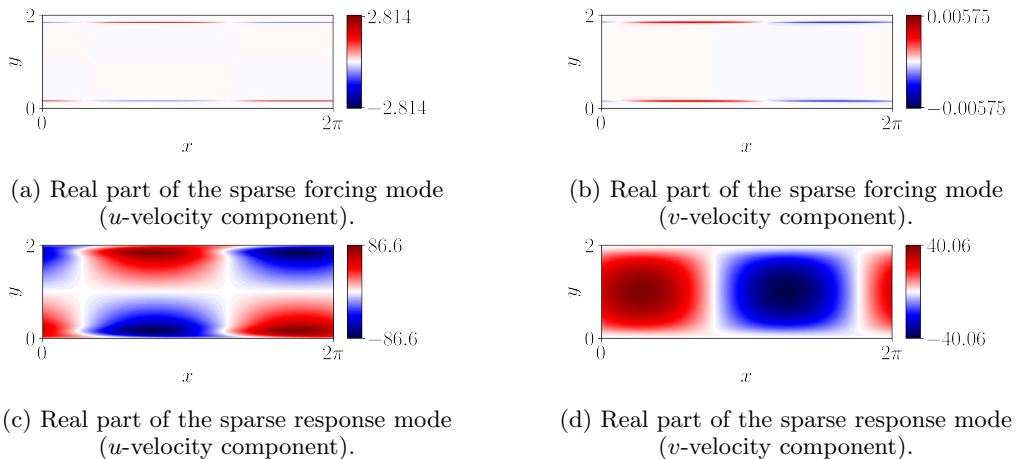 2
y
0
0
2π
x
2.814
−2.814
(a) Real part of the sparse forcing mode
(u-velocity component).
2
y
0
0
2π
x
0.00575
−0.00575
(b) Real part of the sparse forcing mode
(v-velocity component).
2
y
0
0
2π
x
86.6
−86.6
(c) Real part of the sparse response mode
(u-velocity component).
2
y
0
0
2π
x
40.06
−40.06
(d) Real part of the sparse response mode
(v-velocity component).